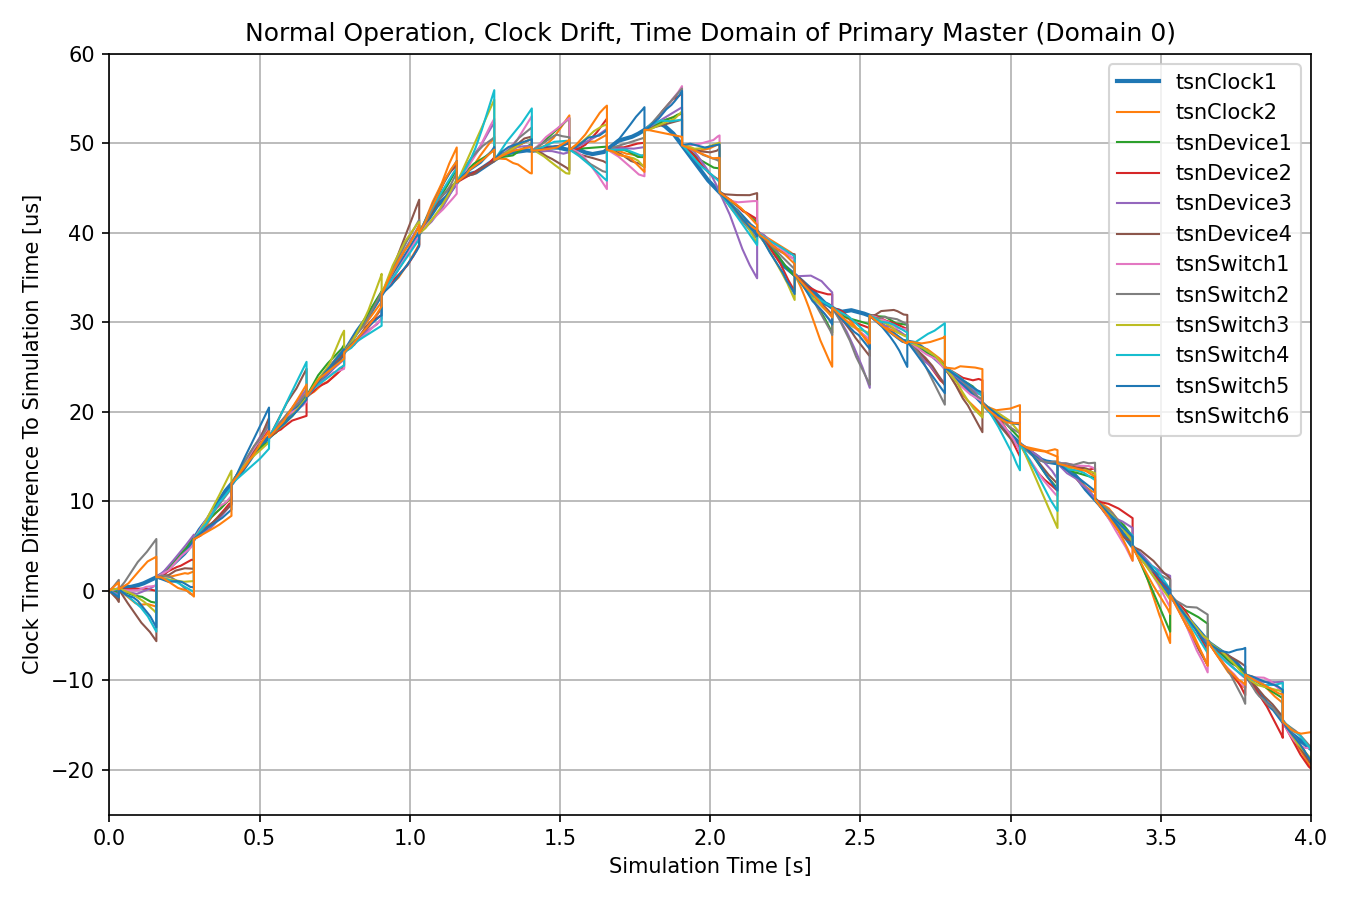 Normal Operation, Clock Drift, Time Domain of Primary Master (Domain 0)
Clock Time Difference To Simulation Time [us]
60
50
40
30
20
10
0
−10
−20
tsnClock1
tsnClock2
tsnDevice1
tsnDevice2
tsnDevice3
tsnDevice4
tsnSwitch1
tsnSwitch2
tsnSwitch3
tsnSwitch4
tsnSwitch5
tsnSwitch6
0.0 0.5 1.0 1.5 2.0 2.5 3.0 3.5 4.0
Simulation Time [s]